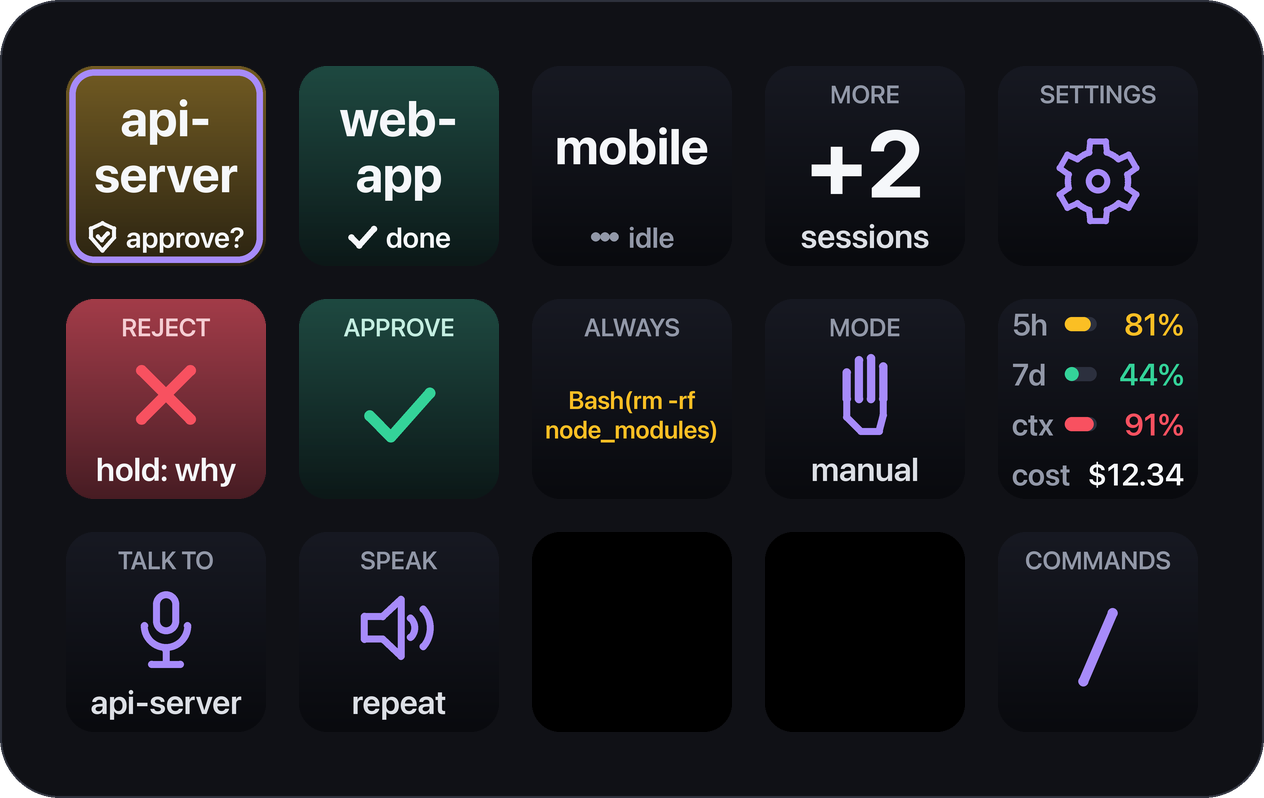 api-
server
approve?
web-
app
done
mobile
idle
MORE
+2
sessions
SETTINGS
REJECT
hold: why
APPROVE
ALWAYS
Bash(rm -rf
node_modules)
MODE
manual
5h 81%
7d 44%
ctx 91%
cost $12.34
TALK TO
api-server
SPEAK
repeat
COMMANDS
/